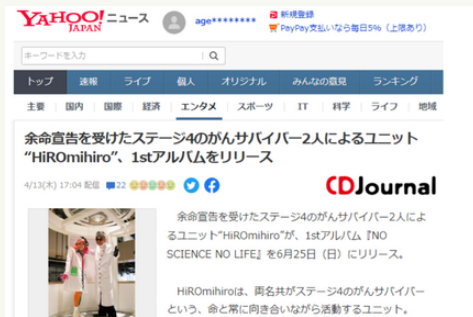 YAHOO! ニュース
JAPAN
age********
新規登録
PayPay支払いなら毎日5%(上限あり)
キーワードを入力
トップ 速報 ライブ 個人 オリジナル みんなの意見 ランキング
主要 国内 国際 経済 エンタメ スポーツ IT 科学 ライフ 地域
余命宣告を受けたステージ4のがんサバイバー2人によるユニット
“HiROmihiro”、1stアルバムをリリース
4/13(木) 17:04 配信 22
CDJournal
余命宣告を受けたステージ4のがんサバイバー2人によ
るユニット“HiROmihiro”が、1stアルバム『NO
SCIENCE NO LIFE』を6月25日(日)にリリース。
HiROmihiroは、両名共がステージ4のがんサバイバー
という、命と常に向き合いながら活動するユニット。